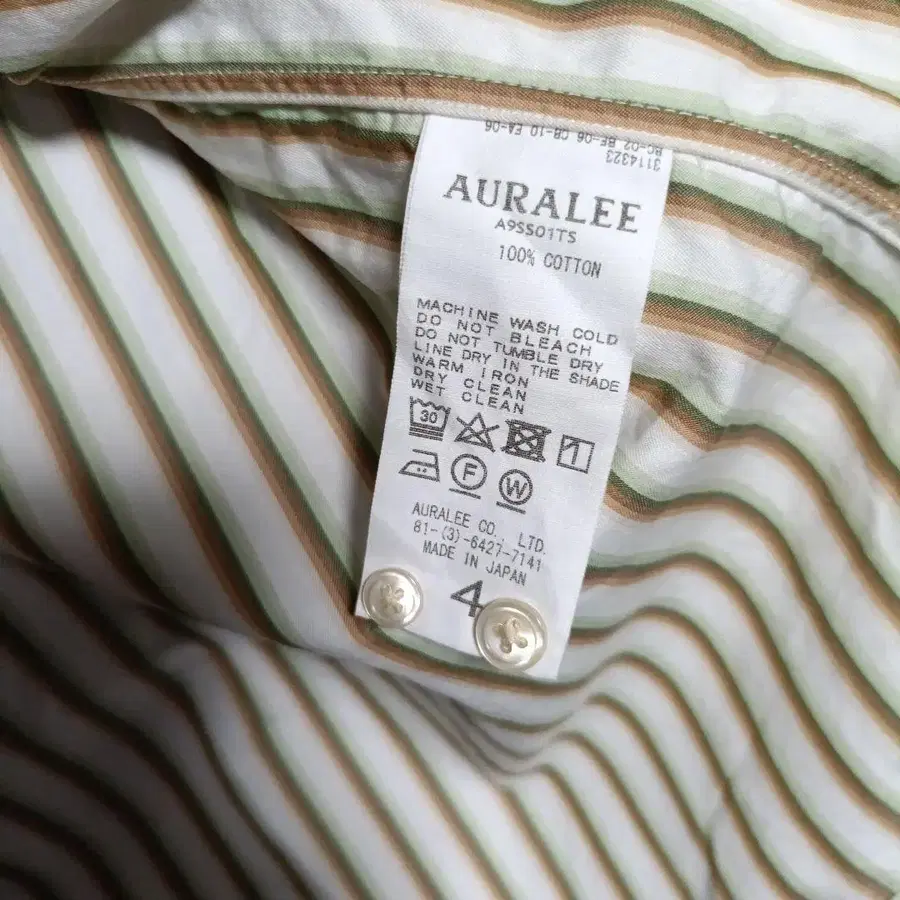 3114323
BC-02 BE-06 CB-10 EA-06
AURALEE
A9SS01TS
100% COTTON
MACHINE WASH COLD
DO NOT BLEACH
DO NOT TUMBLE DRY
LINE DRY IN THE SHADE
WARM IRON
DRY CLEAN
WET CLEAN
30
F
W
AURALEE CO., LTD.
81-(3)-6427-7141
MADE IN JAPAN
4